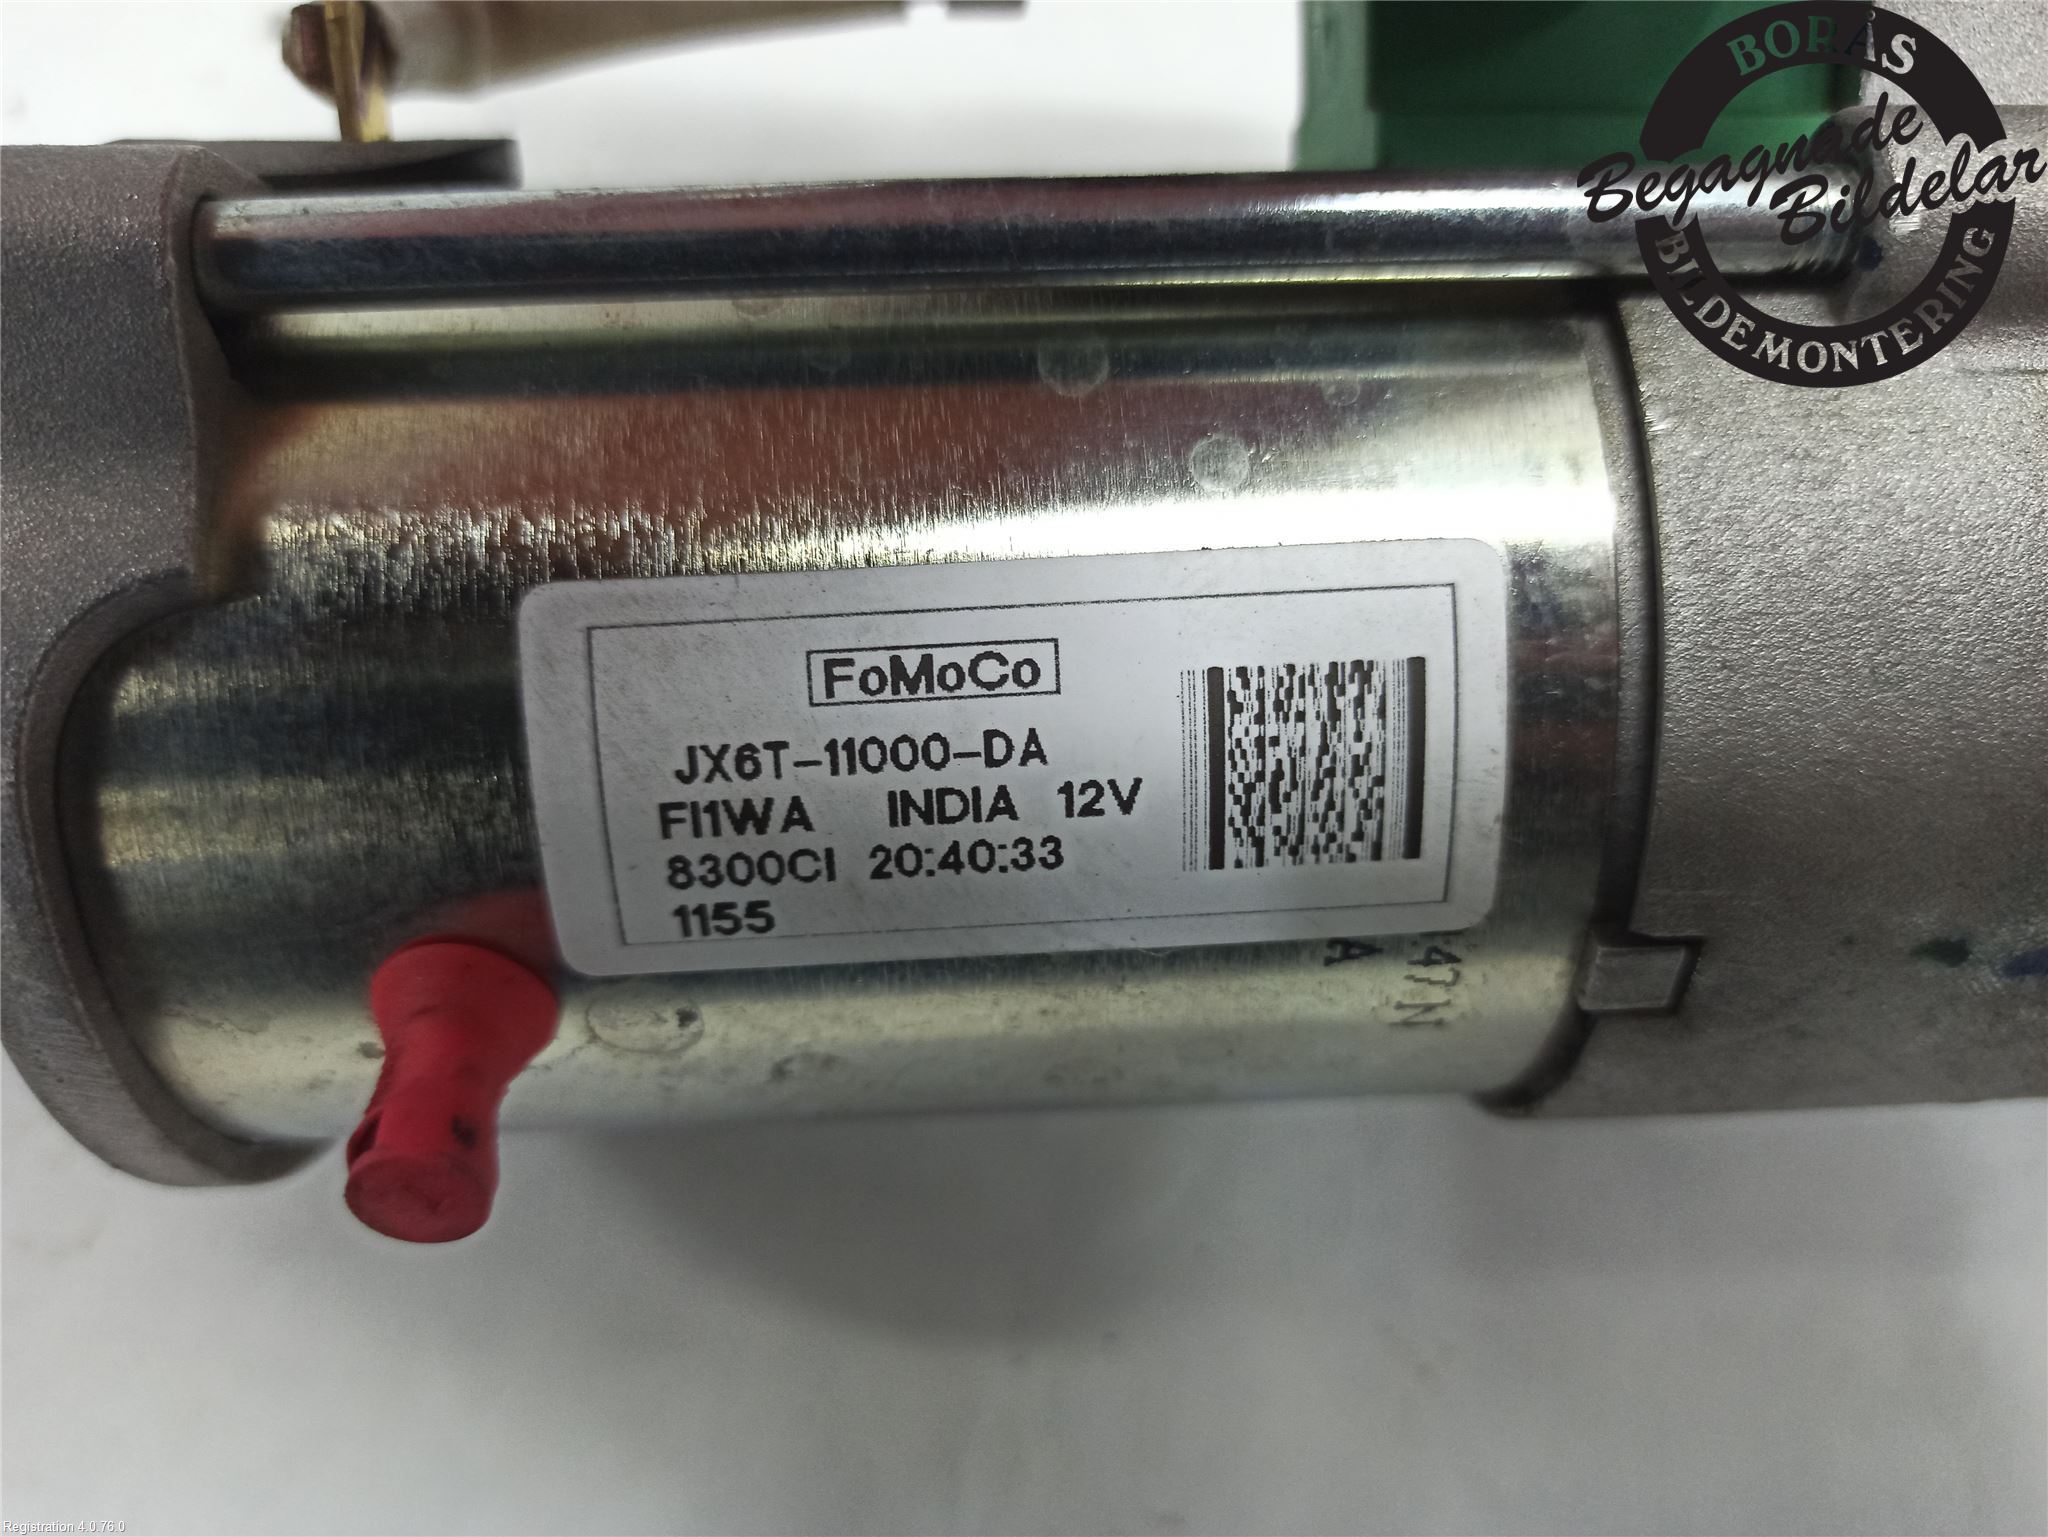 BORÅS
Begagnade
Bildelar
BILDEMONTERING
FoMoCo
JX6T-11000-DA
FI1WA INDIA 12V
8300CI 20:40:33
1155
47N
A
Registration 4.0.76.0